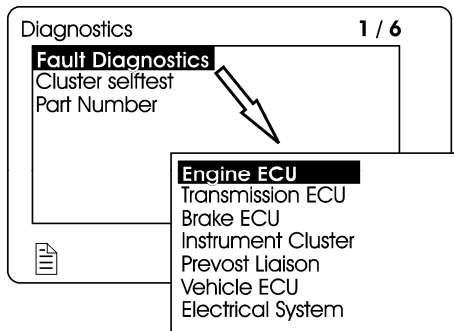 Diagnostics 1 / 6
Fault Diagnostics
Cluster selftest
Part Number
Engine ECU
Transmission ECU
Brake ECU
Instrument Cluster
Prevost Liaison
Vehicle ECU
Electrical System